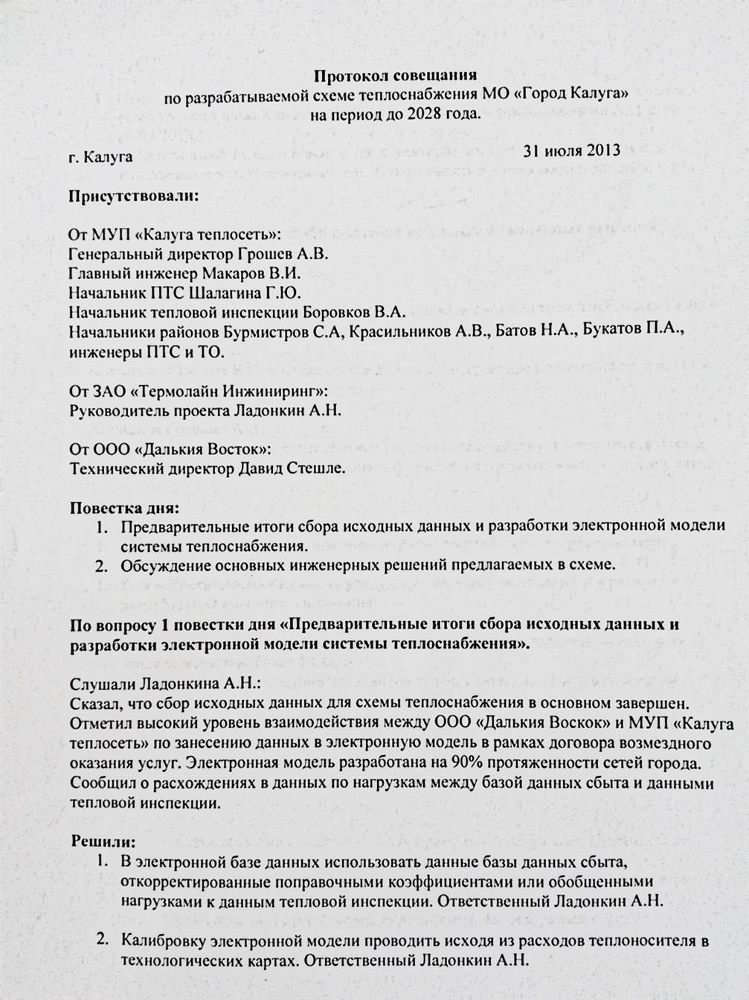 Протокол совещания
по разрабатываемой схеме теплоснабжения МО «Город Калуга»
на период до 2028 года.
г. Калуга 31 июля 2013
Присутствовали:
От МУП «Калуга теплосеть»:
Генеральный директор Грошев А.В.
Главный инженер Макаров В.И.
Начальник ПТС Шалагина Г.Ю.
Начальник тепловой инспекции Боровков В.А.
Начальники районов Бурмистров С.А, Красильников А.В., Батов Н.А., Букатов П.А.,
инженеры ПТС и ТО.
От ЗАО «Термолайн Инжиниринг»:
Руководитель проекта Ладонкин А.Н.
От ООО «Далькия Восток»:
Технический директор Давид Стешле.
Повестка дня:
1. Предварительные итоги сбора исходных данных и разработки электронной модели
системы теплоснабжения.
2. Обсуждение основных инженерных решений предлагаемых в схеме.
По вопросу 1 повестки дня «Предварительные итоги сбора исходных данных и
разработки электронной модели системы теплоснабжения».
Слушали Ладонкина А.Н.:
Сказал, что сбор исходных данных для схемы теплоснабжения в основном завершен.
Отметил высокий уровень взаимодействия между ООО «Далькия Воскок» и МУП «Калуга
теплосеть» по занесению данных в электронную модель в рамках договора возмездного
оказания услуг. Электронная модель разработана на 90% протяженности сетей города.
Сообщил о расхождениях в данных по нагрузкам между базой данных сбыта и данными
тепловой инспекции.
Решили:
1. В электронной базе данных использовать данные базы данных сбыта,
откорректированные поправочными коэффициентами или обобщенными
нагрузками к данным тепловой инспекции. Ответственный Ладонкин А.Н.
2. Калибровку электронной модели проводить исходя из расходов теплоносителя в
технологических картах. Ответственный Ладонкин А.Н.